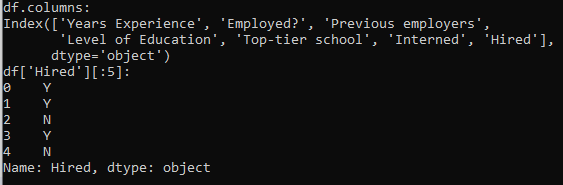 df.columns:
Index(['Years Experience', 'Employed?', 'Previous employers',
       'Level of Education', 'Top-tier school', 'Interned', 'Hired'],
      dtype='object')
df['Hired'][:5]:
0    Y
1    Y
2    N
3    Y
4    N
Name: Hired, dtype: object